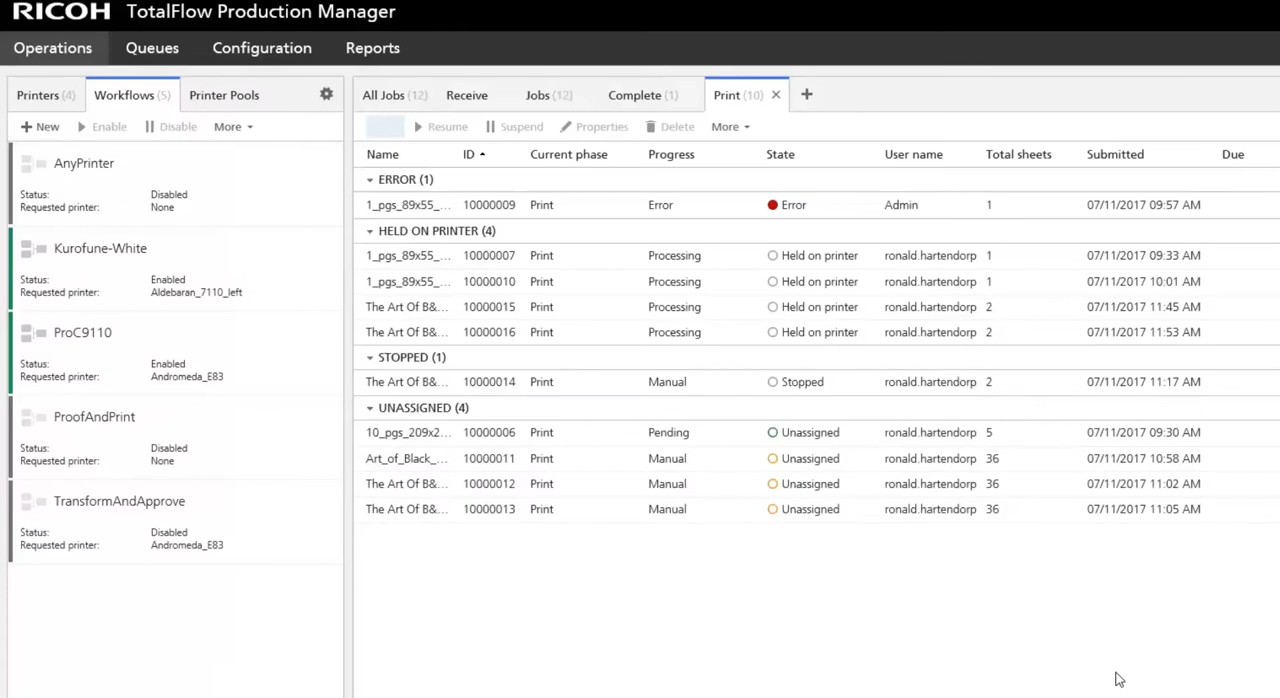 RICOH TotalFlow Production Manager
Operations Queues Configuration Reports
Printers (4) Workflows (5) Printer Pools
New Enable Disable More
AnyPrinter
Status: Disabled
Requested printer: None
Kurofune-White
Status: Enabled
Requested printer: Aldebaran_7110_left
ProC9110
Status: Enabled
Requested printer: Andromeda_E83
ProofAndPrint
Status: Disabled
Requested printer: None
TransformAndApprove
Status: Disabled
Requested printer: Andromeda_E83
All Jobs (12) Receive Jobs (12) Complete (1) Print (10)
Resume Suspend Properties Delete More
Name ID Current phase Progress State User name Total sheets Submitted Due
ERROR (1)
1_pgs_89x55_... 10000009 Print Error Error Admin 1 07/11/2017 09:57 AM
HELD ON PRINTER (4)
1_pgs_89x55_... 10000007 Print Processing Held on printer ronald.hartendorp 1 07/11/2017 09:33 AM
1_pgs_89x55_... 10000010 Print Processing Held on printer ronald.hartendorp 1 07/11/2017 10:01 AM
The Art Of B&... 10000015 Print Processing Held on printer ronald.hartendorp 2 07/11/2017 11:45 AM
The Art Of B&... 10000016 Print Processing Held on printer ronald.hartendorp 2 07/11/2017 11:53 AM
STOPPED (1)
The Art Of B&... 10000014 Print Manual Stopped ronald.hartendorp 2 07/11/2017 11:17 AM
UNASSIGNED (4)
10_pgs_209x2... 10000006 Print Pending Unassigned ronald.hartendorp 5 07/11/2017 09:30 AM
Art_of_Black_... 10000011 Print Manual Unassigned ronald.hartendorp 36 07/11/2017 10:58 AM
The Art Of B&... 10000012 Print Manual Unassigned ronald.hartendorp 36 07/11/2017 11:02 AM
The Art Of B&... 10000013 Print Manual Unassigned ronald.hartendorp 36 07/11/2017 11:05 AM